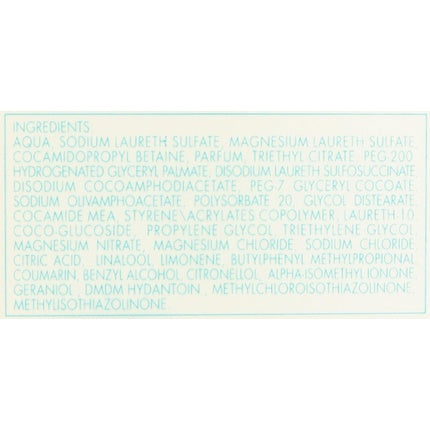 INGREDIENTS
AQUA, SODIUM LAURETH SULFATE, MAGNESIUM LAURETH SULFATE,
COCAMIDOPROPYL BETAINE, PARFUM, TRIETHYL CITRATE, PEG-200
HYDROGENATED GLYCERYL PALMATE, DISODIUM LAURETH SULFOSUCCINATE,
DISODIUM COCOAMPHODIACETATE, PEG-7 GLYCERYL COCOATE,
SODIUM OLIVAMPHOACETATE, POLYSORBATE 20, GLYCOL DISTEARATE,
COCAMIDE MEA, STYRENE\ACRYLATES COPOLYMER, LAURETH 10
COCO-GLUCOSIDE, PROPYLENE GLYCOL, TRIETHYLENE GLYCOL,
MAGNESIUM NITRATE, MAGNESIUM CHLORIDE, SODIUM CHLORIDE
CITRIC ACID, LINALOOL, LIMONENE, BUTYLPHENYL METHYLPROPIONAL
COUMARIN, BENZYL ALCOHOL, CITRONELLOL, ALPHA-ISOMETHYL IONONE,
GERANIOL, DMDM HYDANTOIN, METHYLCHLOROISOTHIAZOLINONE,
METHYLISOTHIAZOLINONE.